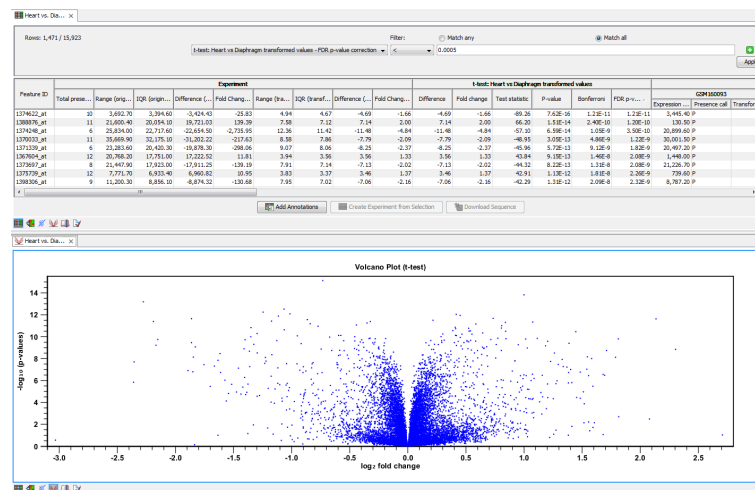 Heart vs. Dia... ×
Rows: 1,471 / 15,923
Filter:
Match any
Match all
t-test: Heart vs Diaphragm transformed values - FDR p-value correction
<
0.0005
Appl
Feature ID
Experiment
t-test: Heart vs Diaphragm transformed values
GSM160093
Total prese... Range (orig... IQR (origin... Difference (... Fold Chang... Range (tra... IQR (transf... Difference (... Fold Chang... Difference Fold change Test statistic P-value Bonferroni FDR p-v... Expression ... Presence call Transfor
1374622_at 10 3,692.70 3,394.60 -3,424.43 -25.83 4.94 4.67 -4.69 -1.66 -4.69 -1.66 -89.26 7.62E-16 1.21E-11 1.21E-11 3,445.40 P
1388876_at 11 21,600.40 20,054.10 19,721.03 139.39 7.58 7.12 7.14 2.00 7.14 2.00 66.20 1.51E-14 2.40E-10 1.20E-10 130.50 P
1374248_at 6 25,834.00 22,717.60 -22,654.50 -2,735.95 12.36 11.42 -11.48 -4.84 -11.48 -4.84 -57.10 6.59E-14 1.05E-9 3.50E-10 20,899.60 P
1370033_at 11 35,669.90 32,175.10 -31,202.22 -217.63 8.58 7.86 -7.79 -2.09 -7.79 -2.09 -48.95 3.05E-13 4.86E-9 1.22E-9 30,001.50 P
1371339_at 6 23,283.60 20,420.30 -19,878.30 -298.06 9.07 8.06 -8.25 -2.37 -8.25 -2.37 -45.96 5.72E-13 9.12E-9 1.82E-9 20,497.20 P
1367604_at 12 20,768.20 17,751.00 17,222.52 11.81 3.94 3.56 3.56 1.33 3.56 1.33 43.84 9.15E-13 1.46E-8 2.08E-9 1,448.00 P
1373697_at 8 21,447.90 17,923.00 -17,911.25 -139.19 7.91 7.14 -7.13 -2.02 -7.13 -2.02 -44.32 8.22E-13 1.31E-8 2.08E-9 21,226.70 P
1375739_at 12 7,771.70 6,933.40 6,960.82 10.95 3.83 3.37 3.46 1.37 3.46 1.37 42.91 1.13E-12 1.81E-8 2.26E-9 739.60 P
1398306_at 9 11,200.30 8,856.10 -8,874.32 -130.68 7.95 7.02 -7.06 -2.16 -7.06 -2.16 -42.29 1.31E-12 2.09E-8 2.32E-9 8,787.20 P
Add Annotations
Create Experiment from Selection
Download Sequence
Heart vs. Dia... ×
Volcano Plot (t-test)
-log₁₀ (p-values)
14
12
10
8
6
4
2
0
-3.0 -2.5 -2.0 -1.5 -1.0 -0.5 0.0 0.5 1.0 1.5 2.0 2.5
log₂ fold change